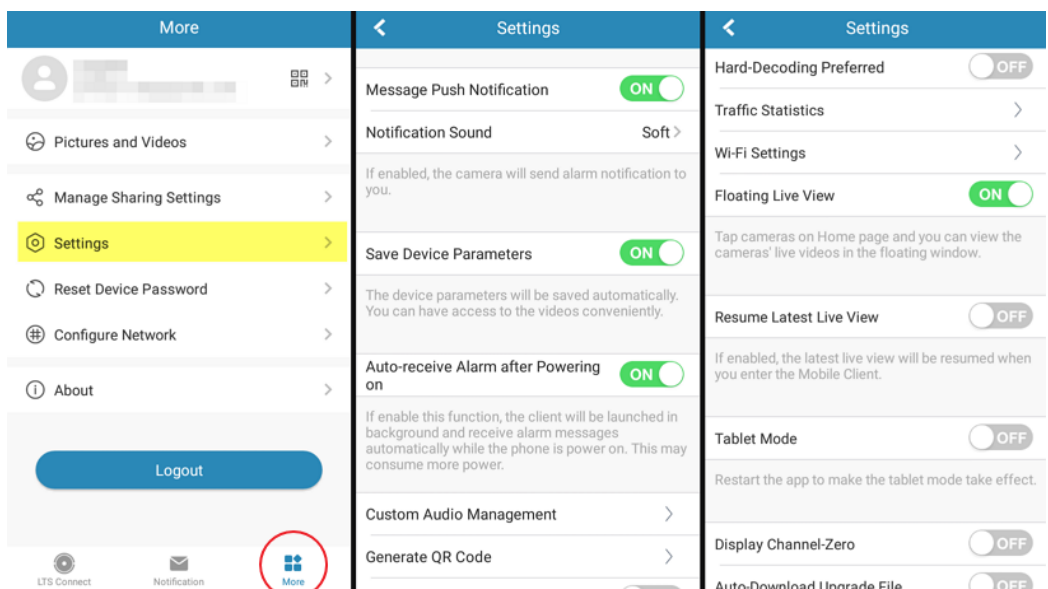 More
Pictures and Videos
Manage Sharing Settings
Settings
Reset Device Password
Configure Network
About
Logout
LTS Connect
Notification
More
Settings
Message Push Notification
ON
Notification Sound
Soft
If enabled, the camera will send alarm notification to
you.
Save Device Parameters
ON
The device parameters will be saved automatically.
You can have access to the videos conveniently.
Auto-receive Alarm after Powering
on
ON
If enable this function, the client will be launched in
background and receive alarm messages
automatically while the phone is power on. This may
consume more power.
Custom Audio Management
Generate QR Code
Settings
Hard-Decoding Preferred
OFF
Traffic Statistics
Wi-Fi Settings
Floating Live View
ON
Tap cameras on Home page and you can view the
cameras' live videos in the floating window.
Resume Latest Live View
OFF
If enabled, the latest live view will be resumed when
you enter the Mobile Client.
Tablet Mode
OFF
Restart the app to make the tablet mode take effect.
Display Channel-Zero
OFF
Auto-Download Upgrade File
OFF